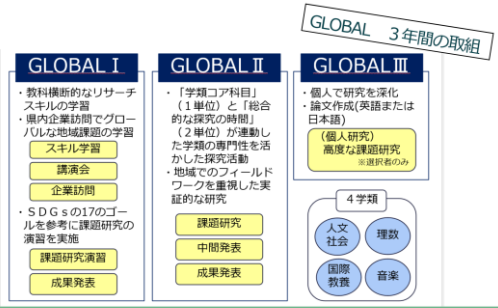 GLOBAL　３年間の取組
GLOBALⅠ
・教科横断的なリサーチ
スキルの学習
・県内企業訪問でグロー
バルな地域課題の学習
スキル学習
講演会
企業訪問
・ＳＤＧｓの17のゴー
ルを参考に課題研究の
演習を実施
課題研究演習
成果発表
GLOBALⅡ
・「学類コア科目」
（１単位）と「総合
的な探究の時間」
（２単位）が連動し
た学類の専門性を活
かした探究活動
・地域でのフィールド
ワークを重視した実
証的な研究
課題研究
中間発表
成果発表
GLOBALⅢ
・個人で研究を深化
・論文作成(英語または
日本語)
（個人研究）
高度な課題研究
※選択者のみ
４学類
人文
社会
理数
国際
教養
音楽